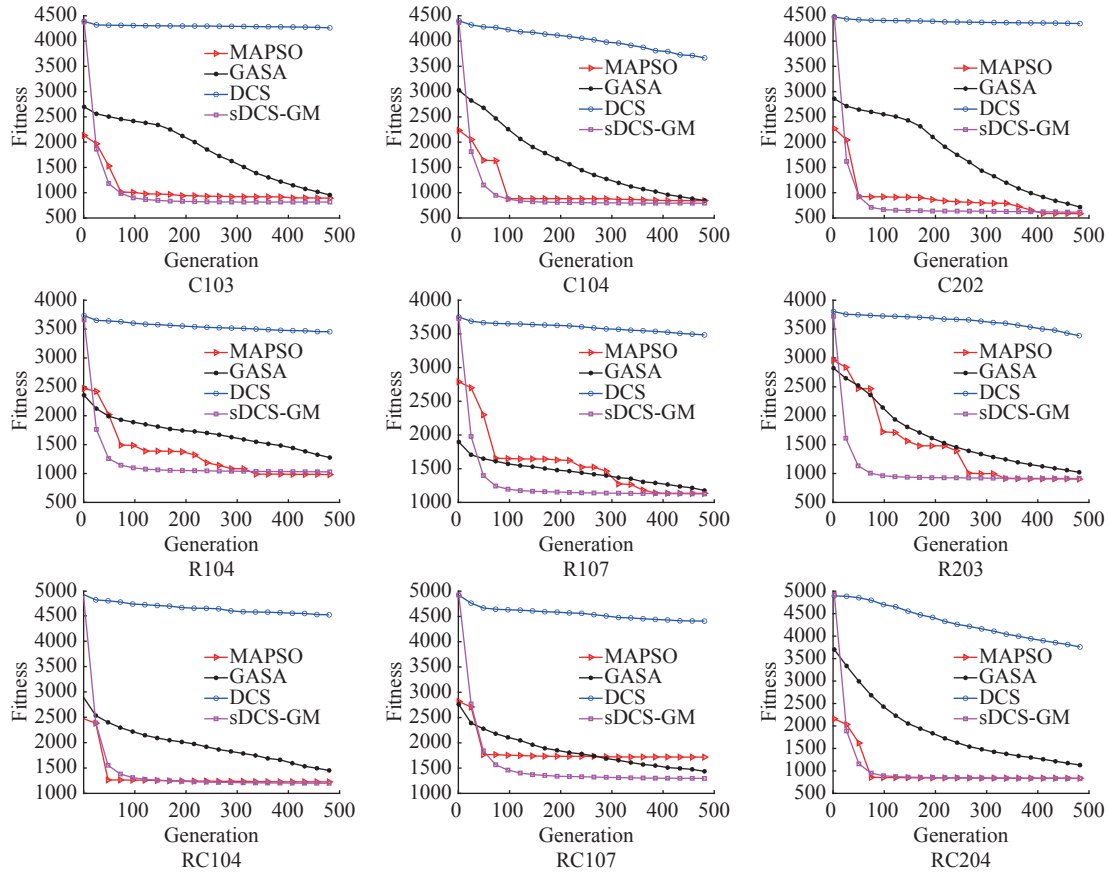 4500
4000
3500
3000
2500
2000
1500
1000
500
Fitness
MAPSO
GASA
DCS
sDCS-GM
0 100 200 300 400 500
Generation
C103
4500
4000
3500
3000
2500
2000
1500
1000
500
Fitness
MAPSO
GASA
DCS
sDCS-GM
0 100 200 300 400 500
Generation
C104
4500
4000
3500
3000
2500
2000
1500
1000
500
Fitness
MAPSO
GASA
DCS
sDCS-GM
0 100 200 300 400 500
Generation
C202
4000
3500
3000
2500
2000
1500
1000
500
Fitness
MAPSO
GASA
DCS
sDCS-GM
0 100 200 300 400 500
Generation
R104
4000
3500
3000
2500
2000
1500
1000
Fitness
MAPSO
GASA
DCS
sDCS-GM
0 100 200 300 400 500
Generation
R107
4000
3500
3000
2500
2000
1500
1000
500
Fitness
MAPSO
GASA
DCS
sDCS-GM
0 100 200 300 400 500
Generation
R203
5000
4500
4000
3500
3000
2500
2000
1500
1000
Fitness
MAPSO
GASA
DCS
sDCS-GM
0 100 200 300 400 500
Generation
RC104
5000
4500
4000
3500
3000
2500
2000
1500
1000
Fitness
MAPSO
GASA
DCS
sDCS-GM
0 100 200 300 400 500
Generation
RC107
5000
4500
4000
3500
3000
2500
2000
1500
1000
500
Fitness
MAPSO
GASA
DCS
sDCS-GM
0 100 200 300 400 500
Generation
RC204